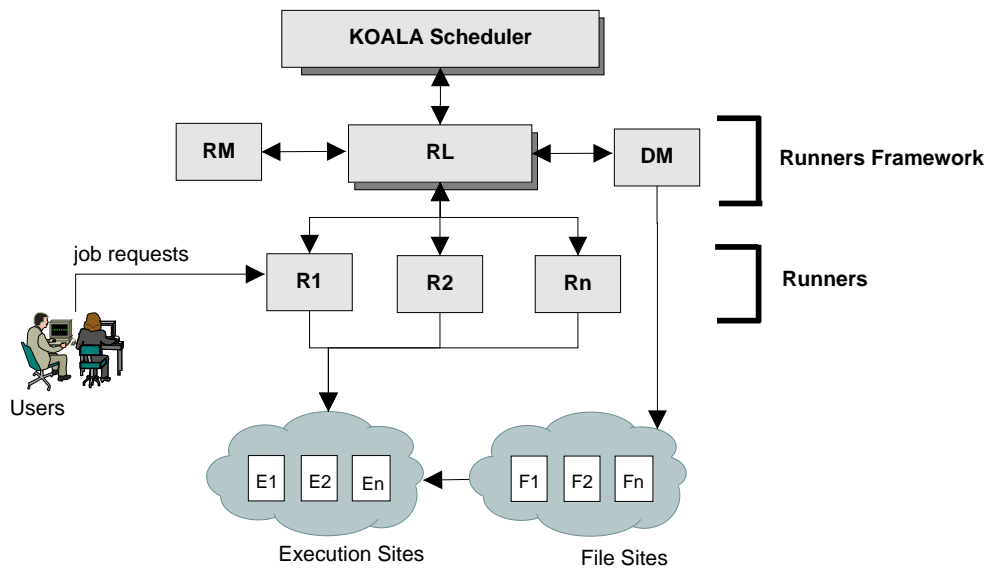 KOALA Scheduler
RM
RL
DM
Runners Framework
job requests
R1
R2
Rn
Runners
Users
E1
E2
En
F1
F2
Fn
Execution Sites
File Sites